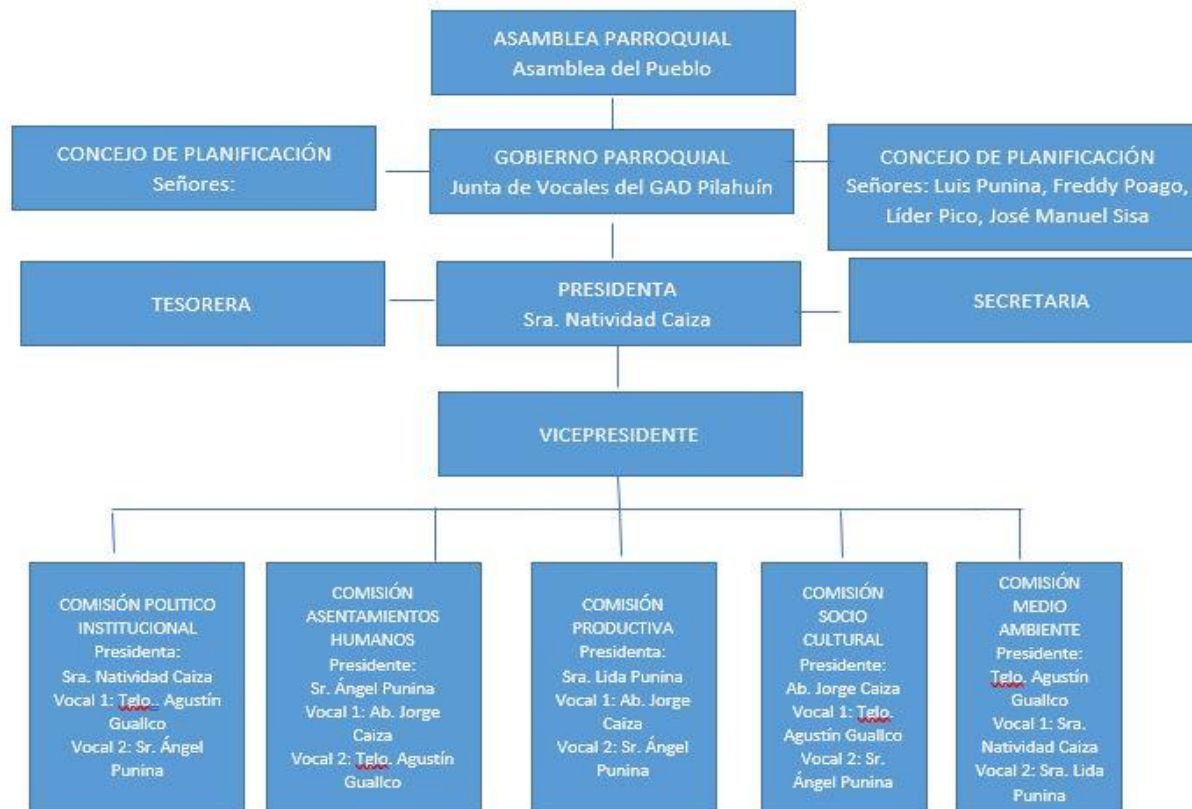 ASAMBLEA PARROQUIAL
Asamblea del Pueblo
CONCEJO DE PLANIFICACIÓN
Señores:
GOBIERNO PARROQUIAL
Junta de Vocales del GAD Pilahuín
CONCEJO DE PLANIFICACIÓN
Señores: Luis Punina, Freddy Poago,
Líder Pico, José Manuel Sisa
TESORERA
PRESIDENTA
Sra. Natividad Caiza
SECRETARIA
VICEPRESIDENTE
COMISIÓN POLITICO
INSTITUCIONAL
Presidenta:
Sra. Natividad Caiza
Vocal 1: Tglo.. Agustín
Guallco
Vocal 2: Sr. Ángel
Punina
COMISIÓN
ASENTAMIENTOS
HUMANOS
Presidente:
Sr. Ángel Punina
Vocal 1: Ab. Jorge
Caiza
Vocal 2: Tglo. Agustín
Guallco
COMISIÓN
PRODUCTIVA
Presidenta:
Sra. Lida Punina
Vocal 1: Ab. Jorge
Caiza
Vocal 2: Sr. Ángel
Punina
COMISIÓN
SOCIO
CULTURAL
Presidente:
Ab. Jorge Caiza
Vocal 1: Tglo.
Agustín Guallco
Vocal 2: Sr.
Ángel Punina
COMISIÓN
MEDIO
AMBIENTE
Presidente:
Tglo. Agustín
Guallco
Vocal 1: Sra.
Natividad Caiza
Vocal 2: Sra. Lida
Punina